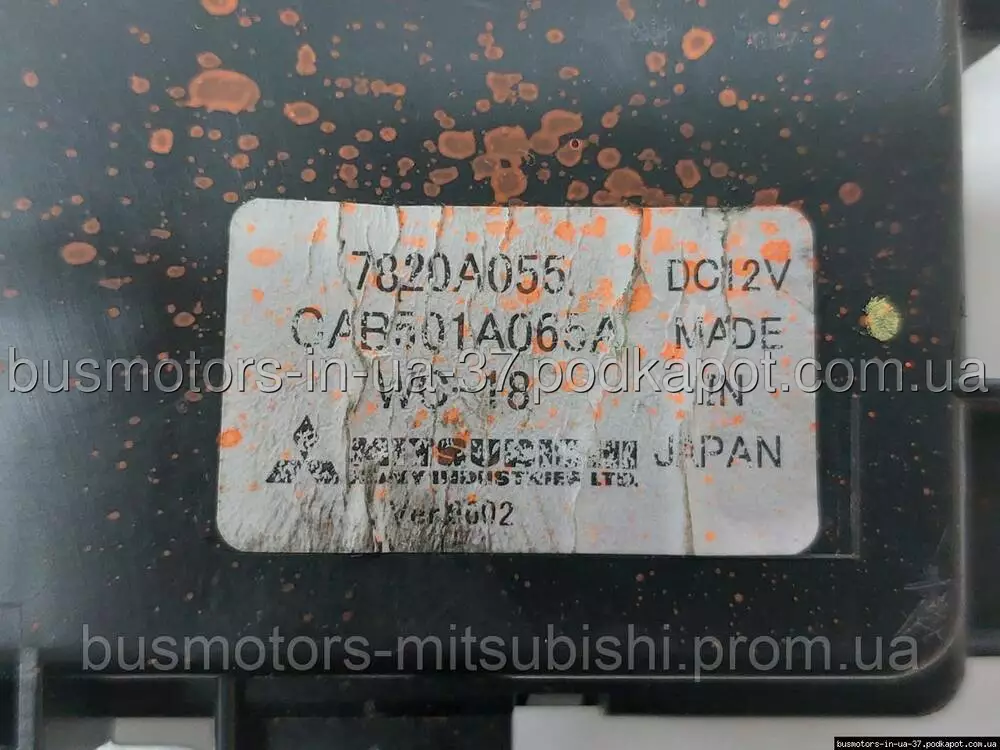 7820A055 DC12V
CAB501A065A MADE
busmotors-in-ua-37.podkapot.com.ua
IN
MITSUBISHI JAPAN
HEAVY INDUSTRIES LTD.
busmotors-mitsubishi.prom.ua
busmotors-in-ua-37.podkapot.com.ua